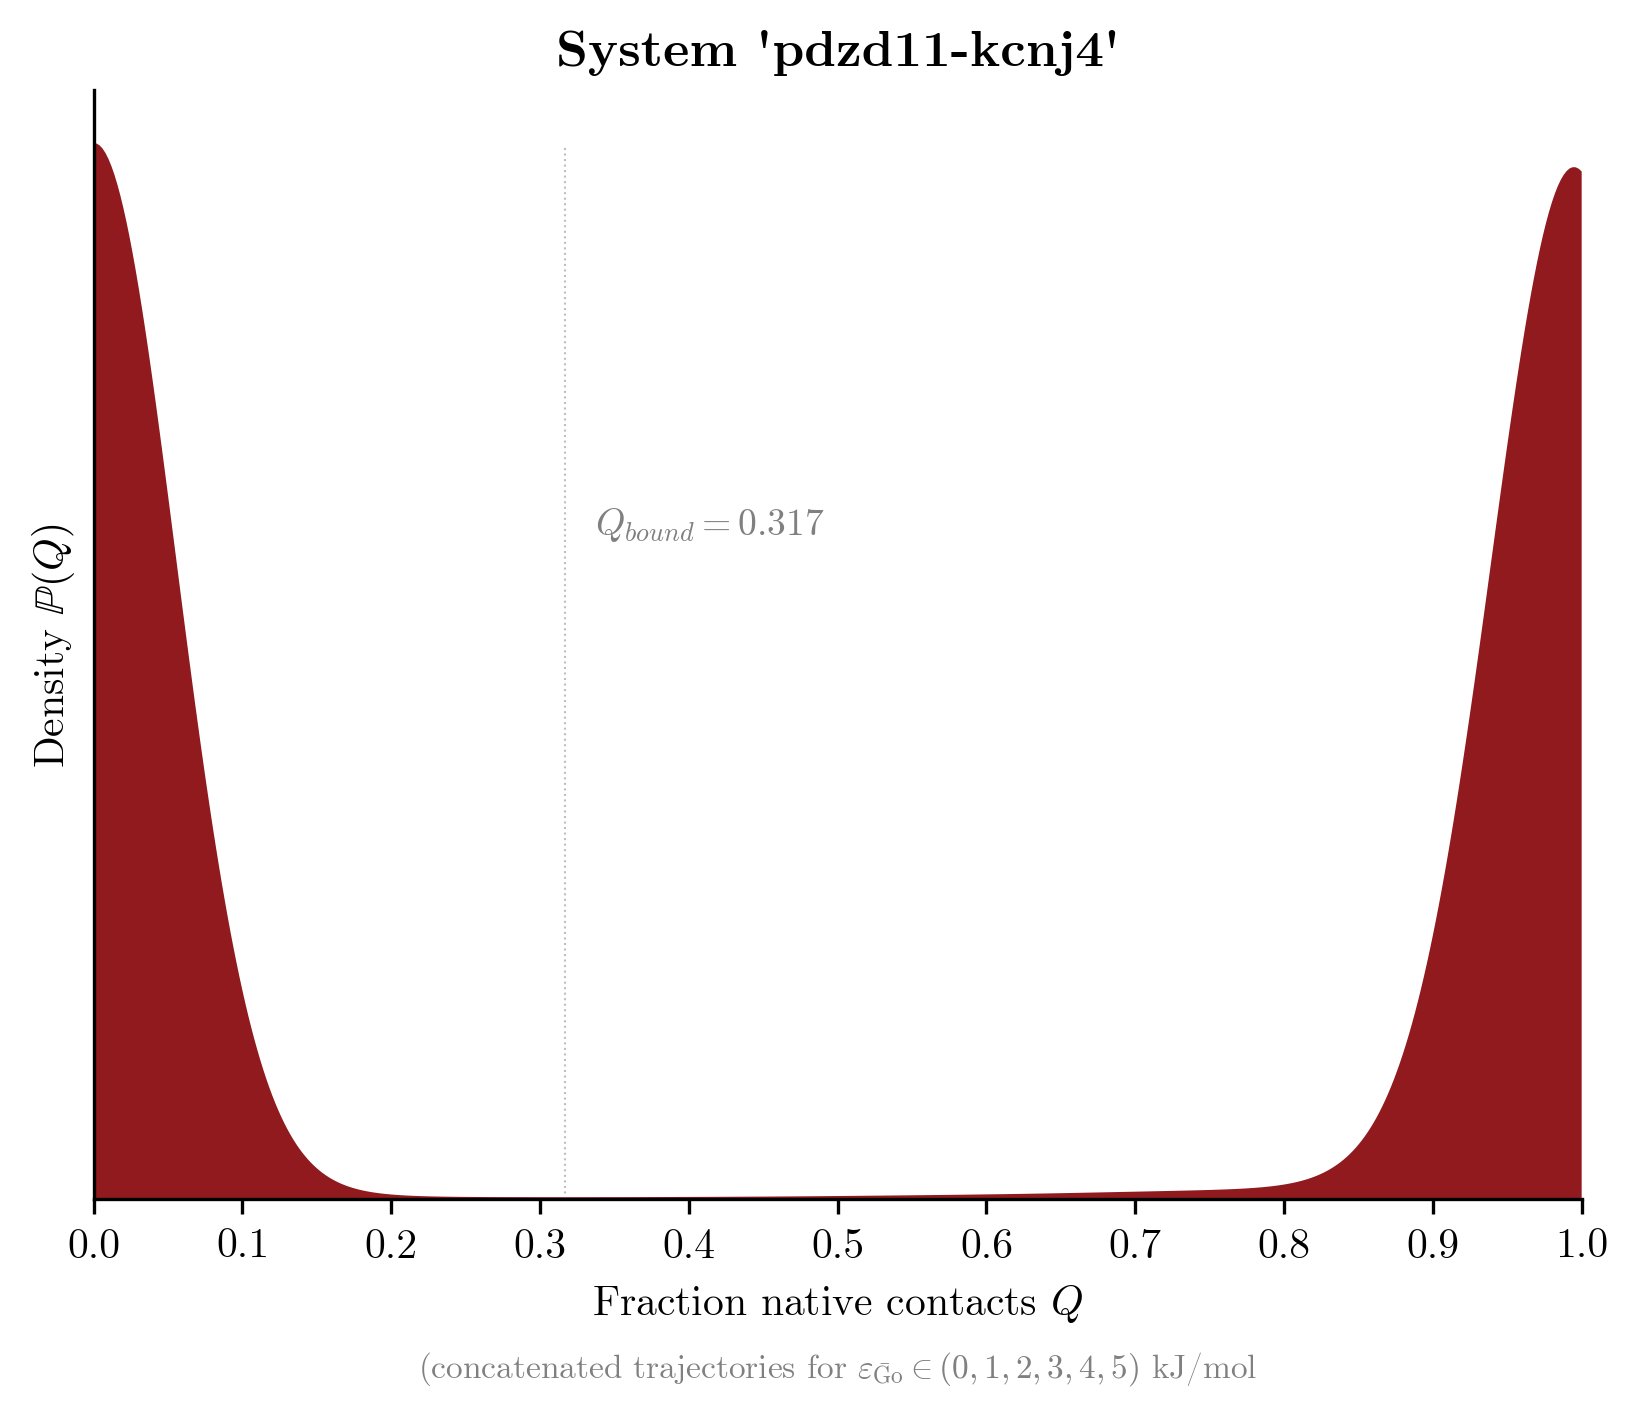 System 'pdzd11-kcnj4'
Density ℙ(Q)
Q_bound = 0.317
0.0 0.1 0.2 0.3 0.4 0.5 0.6 0.7 0.8 0.9 1.0
Fraction native contacts Q
(concatenated trajectories for ε_Ḡo ∈ (0, 1, 2, 3, 4, 5) kJ/mol